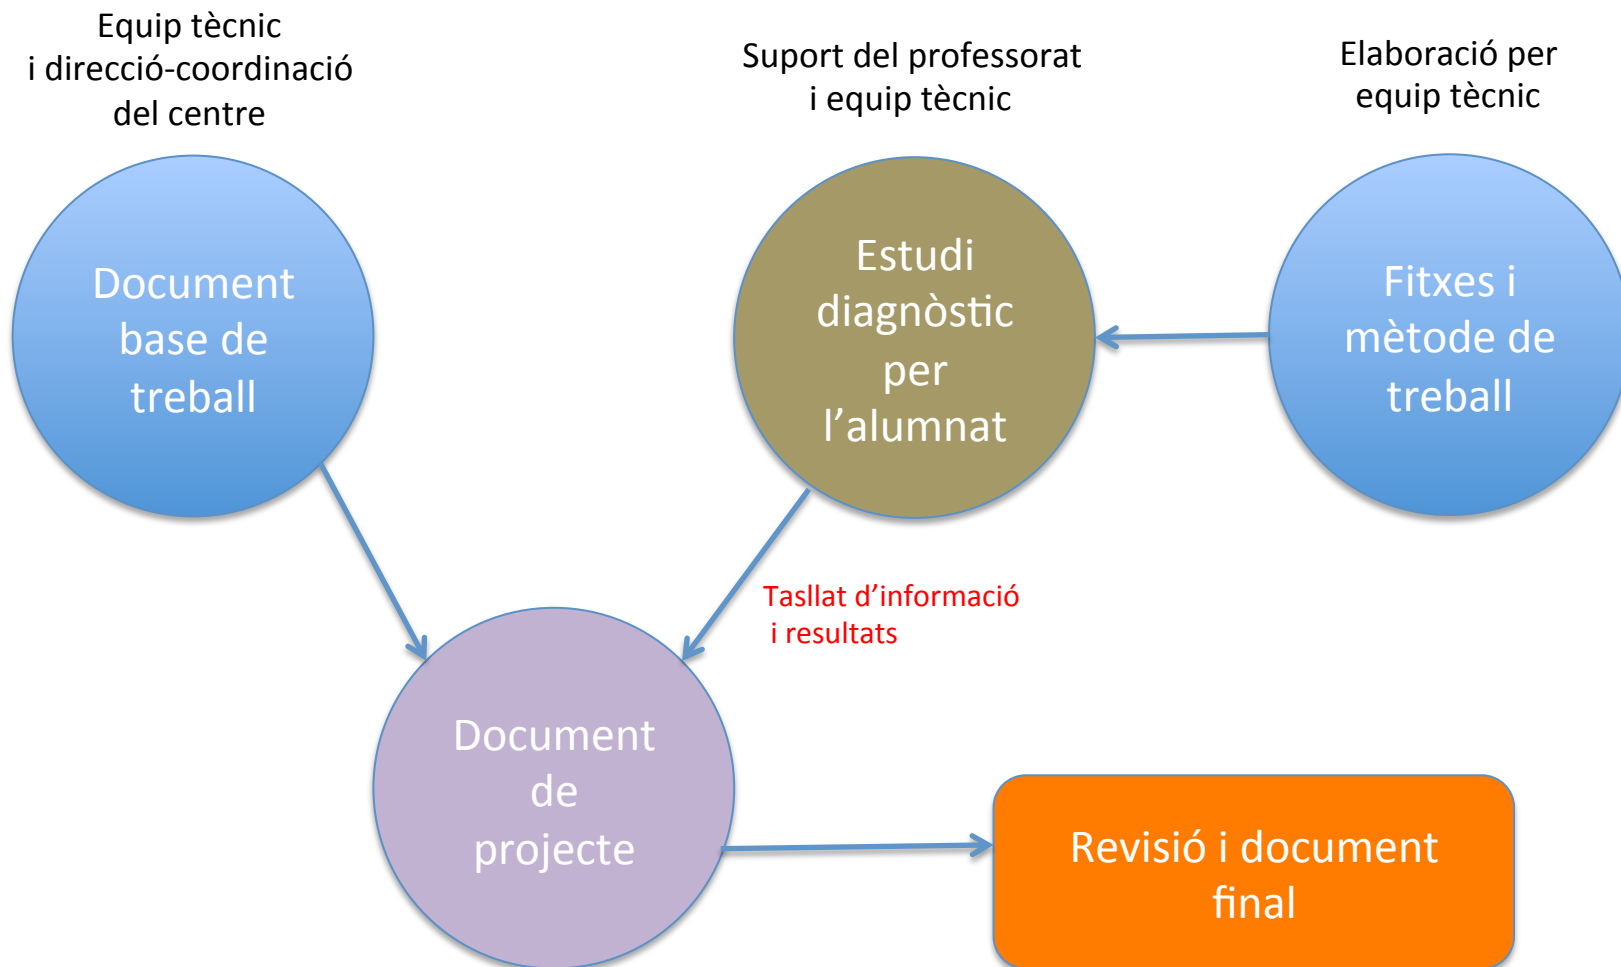 Equip tècnic
i direcció-coordinació
del centre
Suport del professorat
i equip tècnic
Elaboració per
equip tècnic
Document
base de
treball
Estudi
diagnòstic
per
l’alumnat
Fitxes i
mètode de
treball
Tasllat d’informació
i resultats
Document
de
projecte
Revisió i document
final